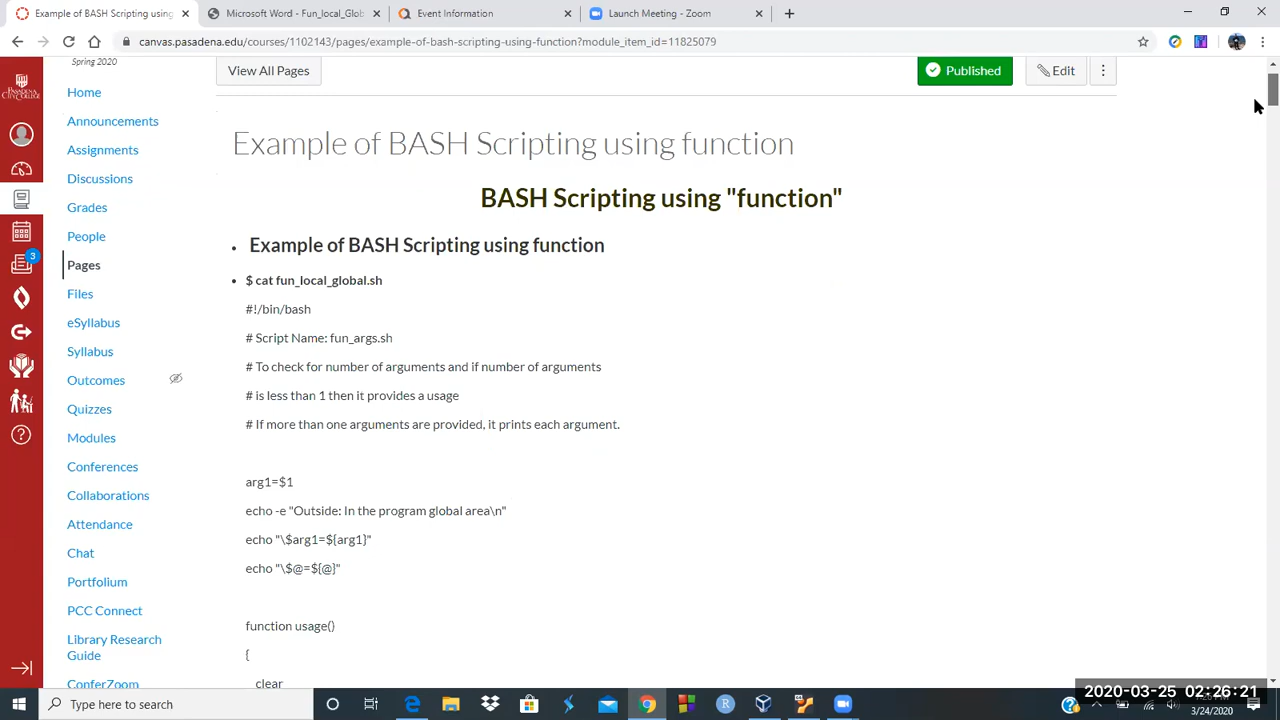 Example of BASH Scripting using
Microsoft Word - Fun_local_Glob
Event Information
Launch Meeting - Zoom
canvas.pasadena.edu/courses/1102143/pages/example-of-bash-scripting-using-function?module_item_id=11825079
Spring 2020
View All Pages
Published
Edit
PASADENA
CITY COLLEGE
Home
Announcements
Assignments
Discussions
Grades
People
Pages
3
Files
eSyllabus
Syllabus
Outcomes
Quizzes
Modules
Conferences
Collaborations
Attendance
Chat
Portfolium
PCC Connect
Library Research
Guide
ConferZoom
Example of BASH Scripting using function
BASH Scripting using "function"
Example of BASH Scripting using function
$ cat fun_local_global.sh
#!/bin/bash
# Script Name: fun_args.sh
# To check for number of arguments and if number of arguments
# is less than 1 then it provides a usage
# If more than one arguments are provided, it prints each argument.
arg1=$1
echo -e "Outside: In the program global area\n"
echo "\$arg1=${arg1}"
echo "\$@=${@}"
function usage()
{
clear
Type here to search
2020-03-25 02:26:21
3/24/2020